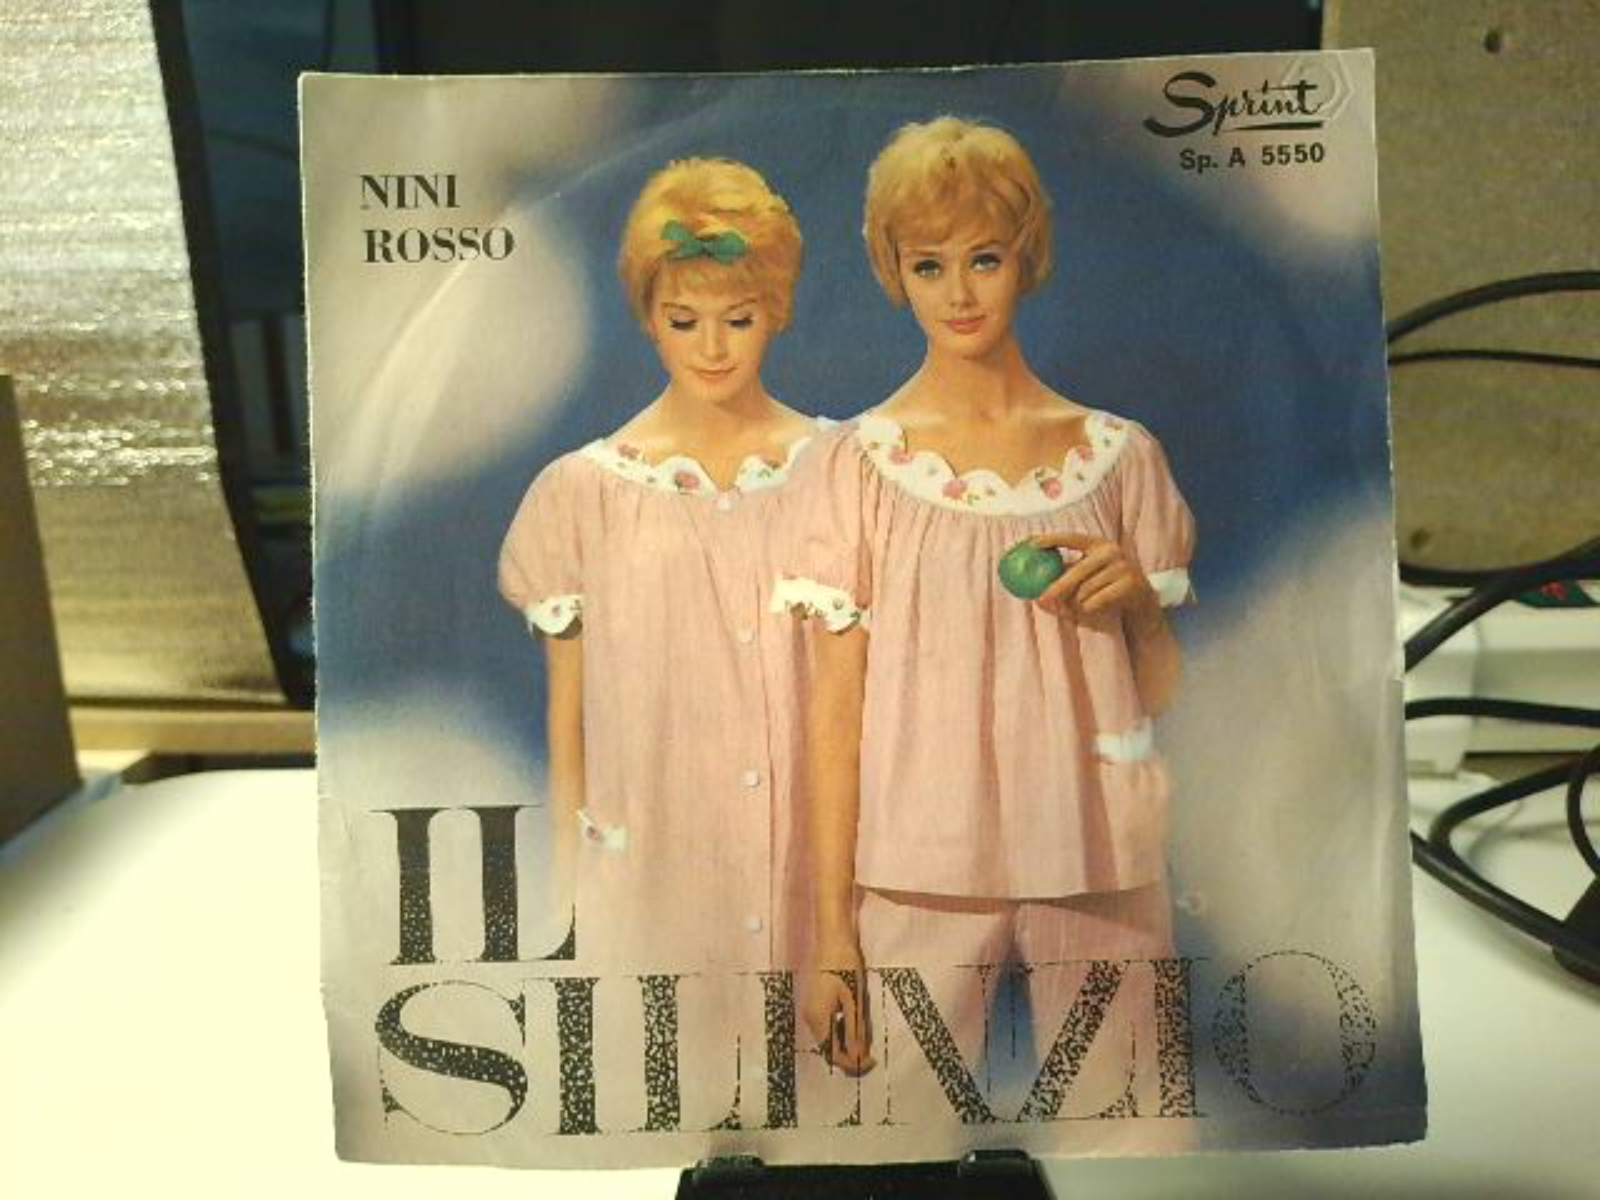 NINI
ROSSO
Sprint
Sp. A 5550
IL
SILENZIO